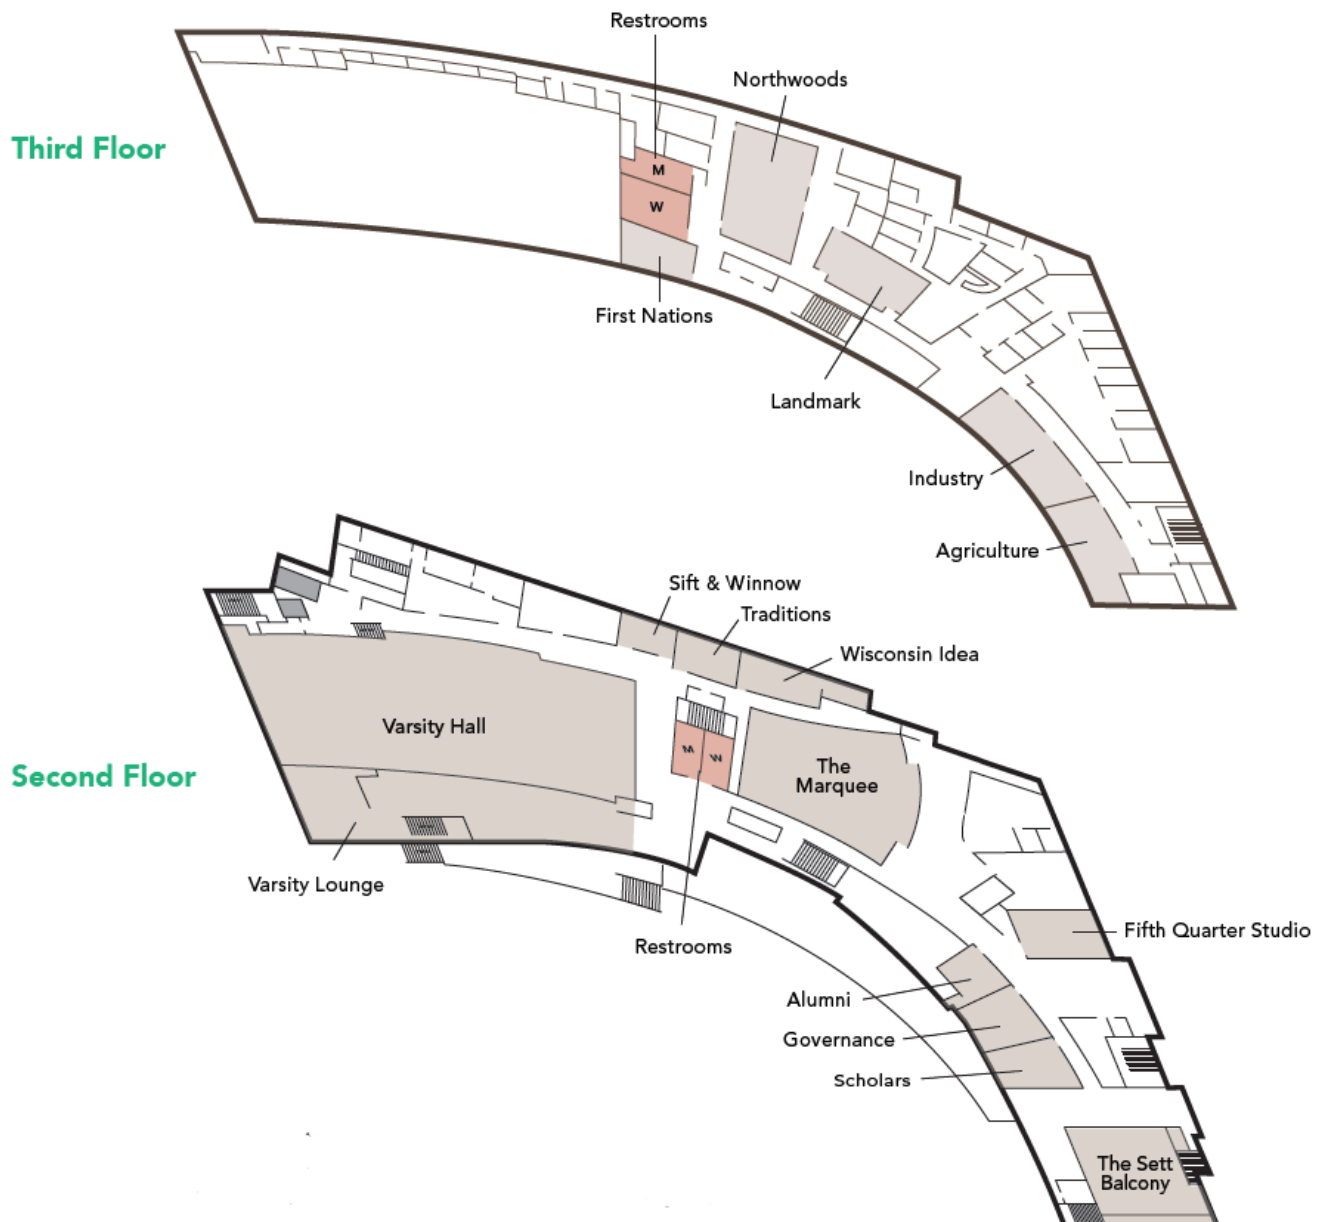 Restrooms
Northwoods
Third Floor
M
W
First Nations
Landmark
Industry
Agriculture
Sift & Winnow
Traditions
Wisconsin Idea
Varsity Hall
Second Floor
M
W
The
Marquee
Varsity Lounge
Restrooms
Fifth Quarter Studio
Alumni
Governance
Scholars
The Sett
Balcony